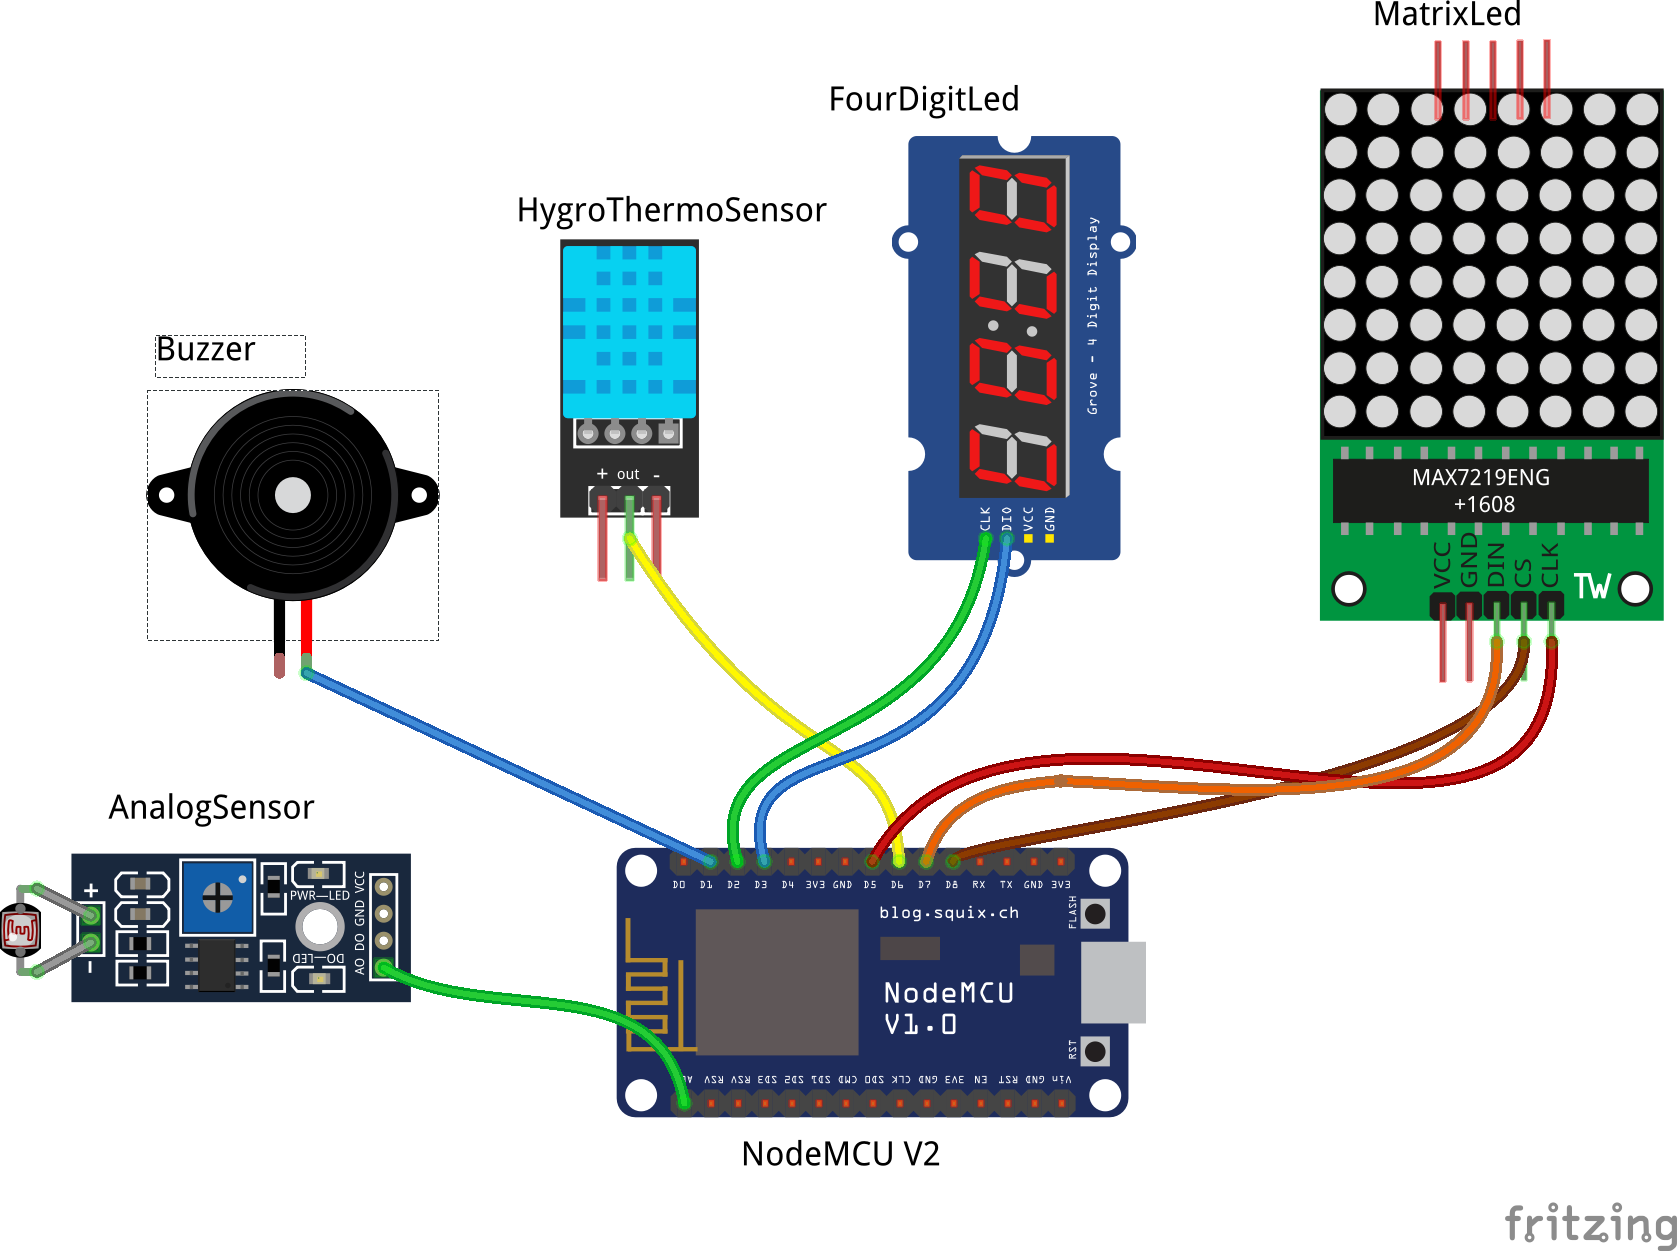 MatrixLed
FourDigitLed
HygroThermoSensor
Buzzer
AnalogSensor
+ out -
Grove - 4 Digit Display
CLK
DIO
VCC
GND
MAX7219ENG
+1608
VCC
GND
DIN
CS
CLK
TW
+
-
PWR-LED
DO-LED
AO DO GND VCC
D0 D1 D2 D3 D4 3V3 GND D5 D6 D7 D8 RX TX GND 3V3
blog.squix.ch
FLASH
NodeMCU
V1.0
RST
RSV RSV SD3 SD2 SD1 CMD SD0 CLK GND 3V3 EN RST GND Vin
NodeMCU V2
fritzing